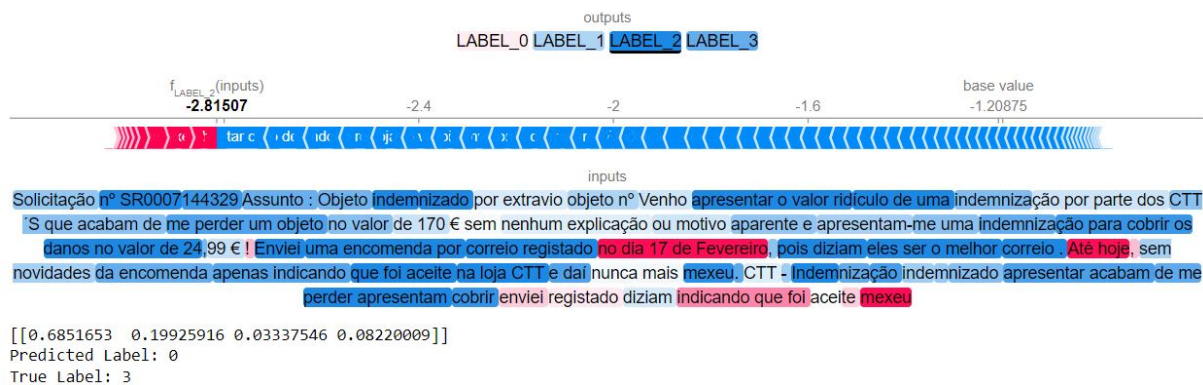 outputs
LABEL_0 LABEL_1 LABEL_2 LABEL_3
f LABEL_2(inputs) base value
-2.81507 -2.4 -2 -1.6 -1.20875
tar c
inputs
Solicitação nº SR0007144329 Assunto : Objeto indemnizado por extravio objeto nº Venho apresentar o valor ridículo de uma indemnização por parte dos CTT
´S que acabam de me perder um objeto no valor de 170 € sem nenhum explicação ou motivo aparente e apresentam-me uma indemnização para cobrir os
danos no valor de 24,99 € ! Enviei uma encomenda por correio registado no dia 17 de Fevereiro, pois diziam eles ser o melhor correio . Até hoje, sem
novidades da encomenda apenas indicando que foi aceite na loja CTT e daí nunca mais mexeu. CTT - Indemnização indemnizado apresentar acabam de me
perder apresentam cobrir enviei registado diziam indicando que foi aceite mexeu
[[0.6851653 0.19925916 0.03337546 0.08220009]]
Predicted Label: 0
True Label: 3